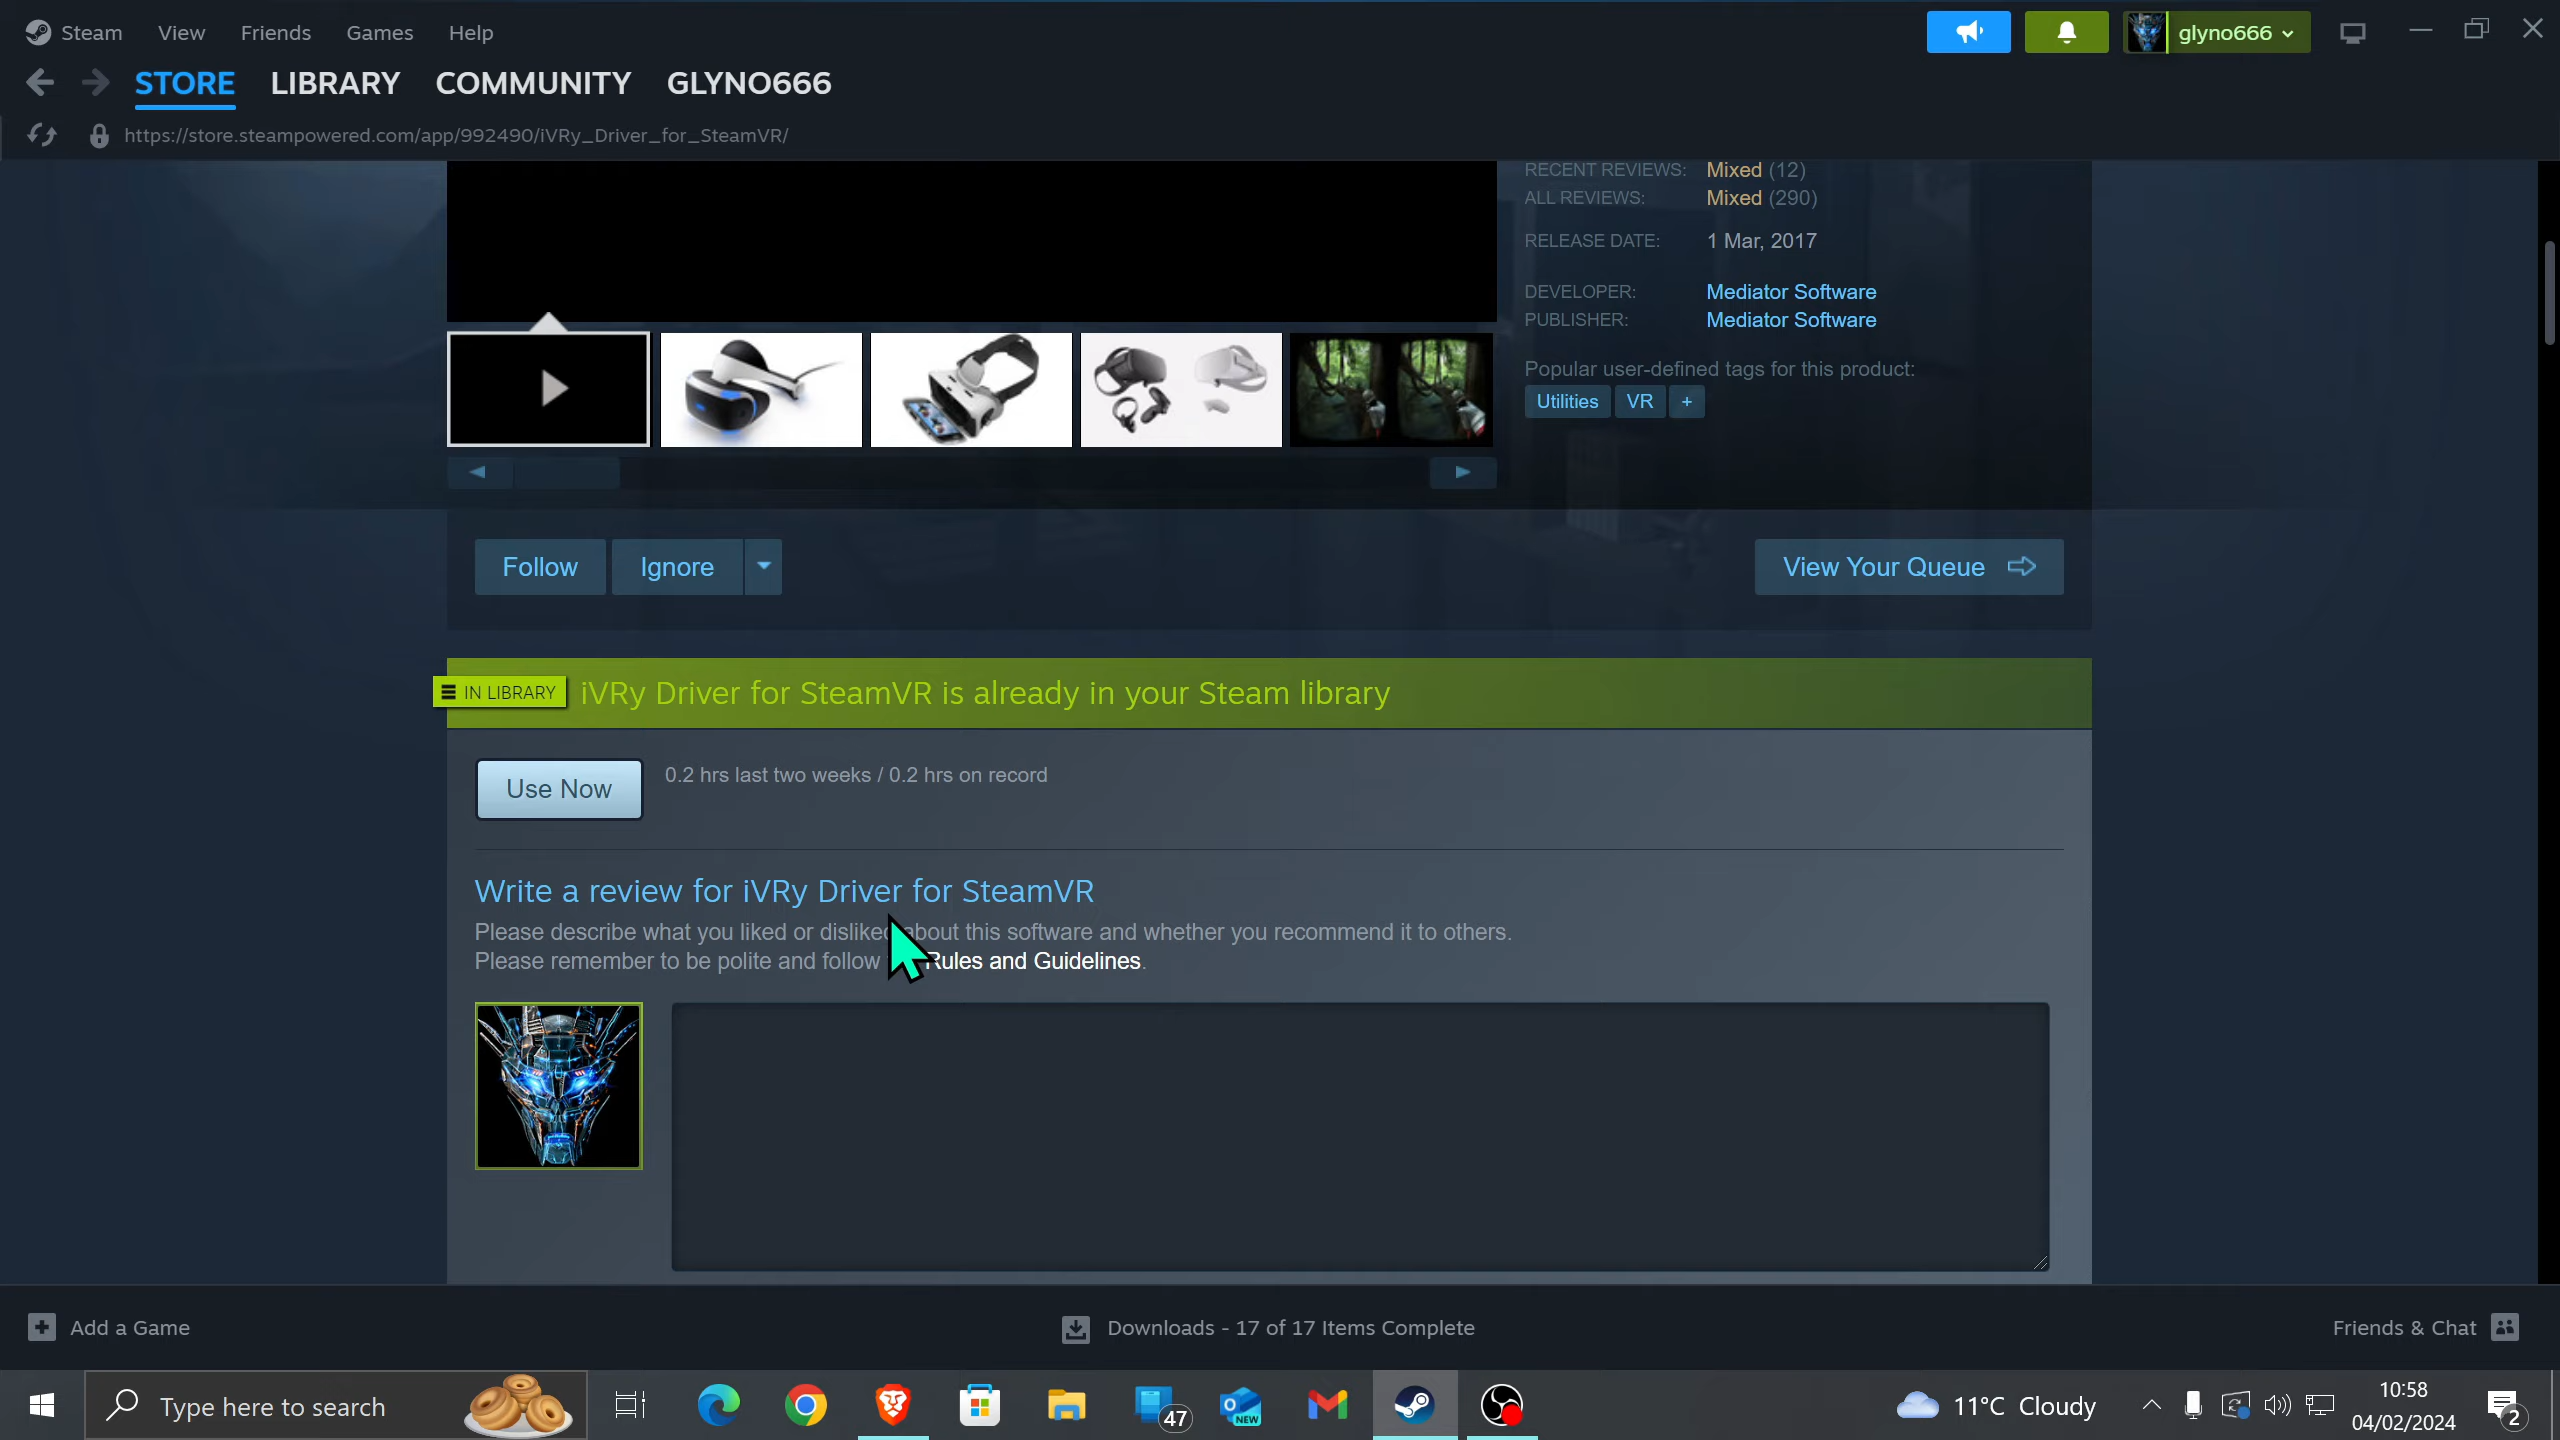 Steam View Friends Games Help
glyno666
STORE LIBRARY COMMUNITY GLYNO666
https://store.steampowered.com/app/992490/iVRy_Driver_for_SteamVR/
RECENT REVIEWS: Mixed (12)
ALL REVIEWS: Mixed (290)
RELEASE DATE: 1 Mar, 2017
DEVELOPER: Mediator Software
PUBLISHER: Mediator Software
Popular user-defined tags for this product:
Utilities VR +
Follow Ignore
View Your Queue
IN LIBRARY iVRy Driver for SteamVR is already in your Steam library
Use Now 0.2 hrs last two weeks / 0.2 hrs on record
Write a review for iVRy Driver for SteamVR
Please describe what you liked or disliked about this software and whether you recommend it to others.
Please remember to be polite and follow Rules and Guidelines.
Add a Game
Downloads - 17 of 17 Items Complete
Friends & Chat
Type here to search
47
NEW
11°C Cloudy
10:58
04/02/2024
2